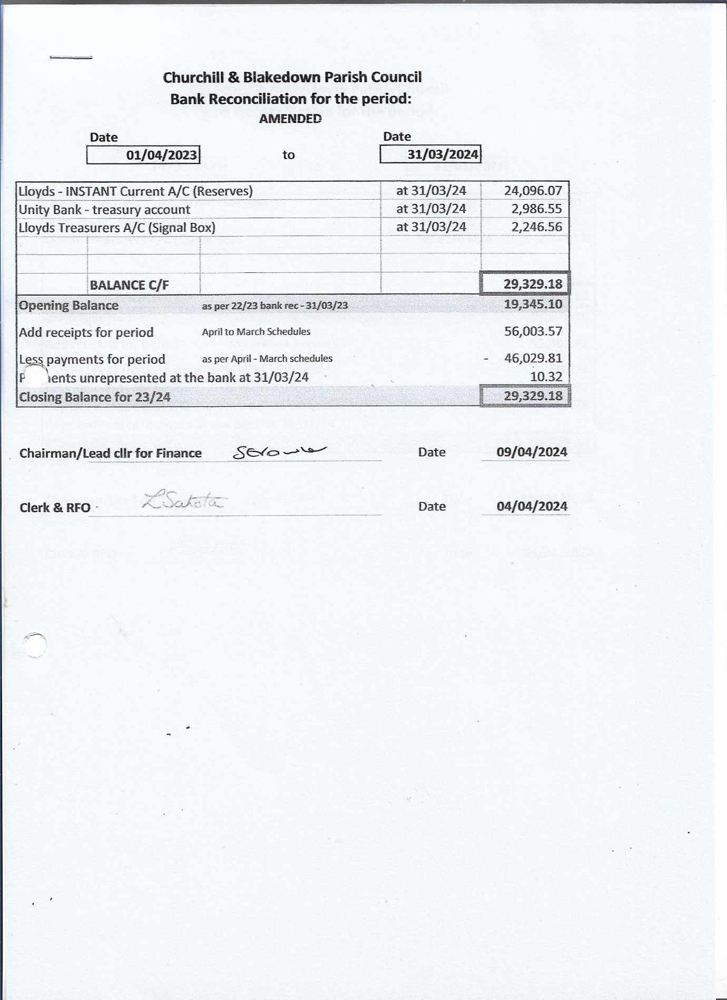 Churchill & Blakedown Parish Council
Bank Reconciliation for the period:
AMENDED
Date Date
01/04/2023 to 31/03/2024
Lloyds - INSTANT Current A/C (Reserves) at 31/03/24 24,096.07
Unity Bank - treasury account at 31/03/24 2,986.55
Lloyds Treasurers A/C (Signal Box) at 31/03/24 2,246.56
BALANCE C/F 29,329.18
Opening Balance as per 22/23 bank rec - 31/03/23 19,345.10
Add receipts for period April to March Schedules 56,003.57
Less payments for period as per April - March schedules - 46,029.81
unrepresented at the bank at 31/03/24 10.32
Closing Balance for 23/24 29,329.18
Chairman/Lead cllr for Finance Date 09/04/2024
Clerk & RFO - LSakota Date 04/04/2024